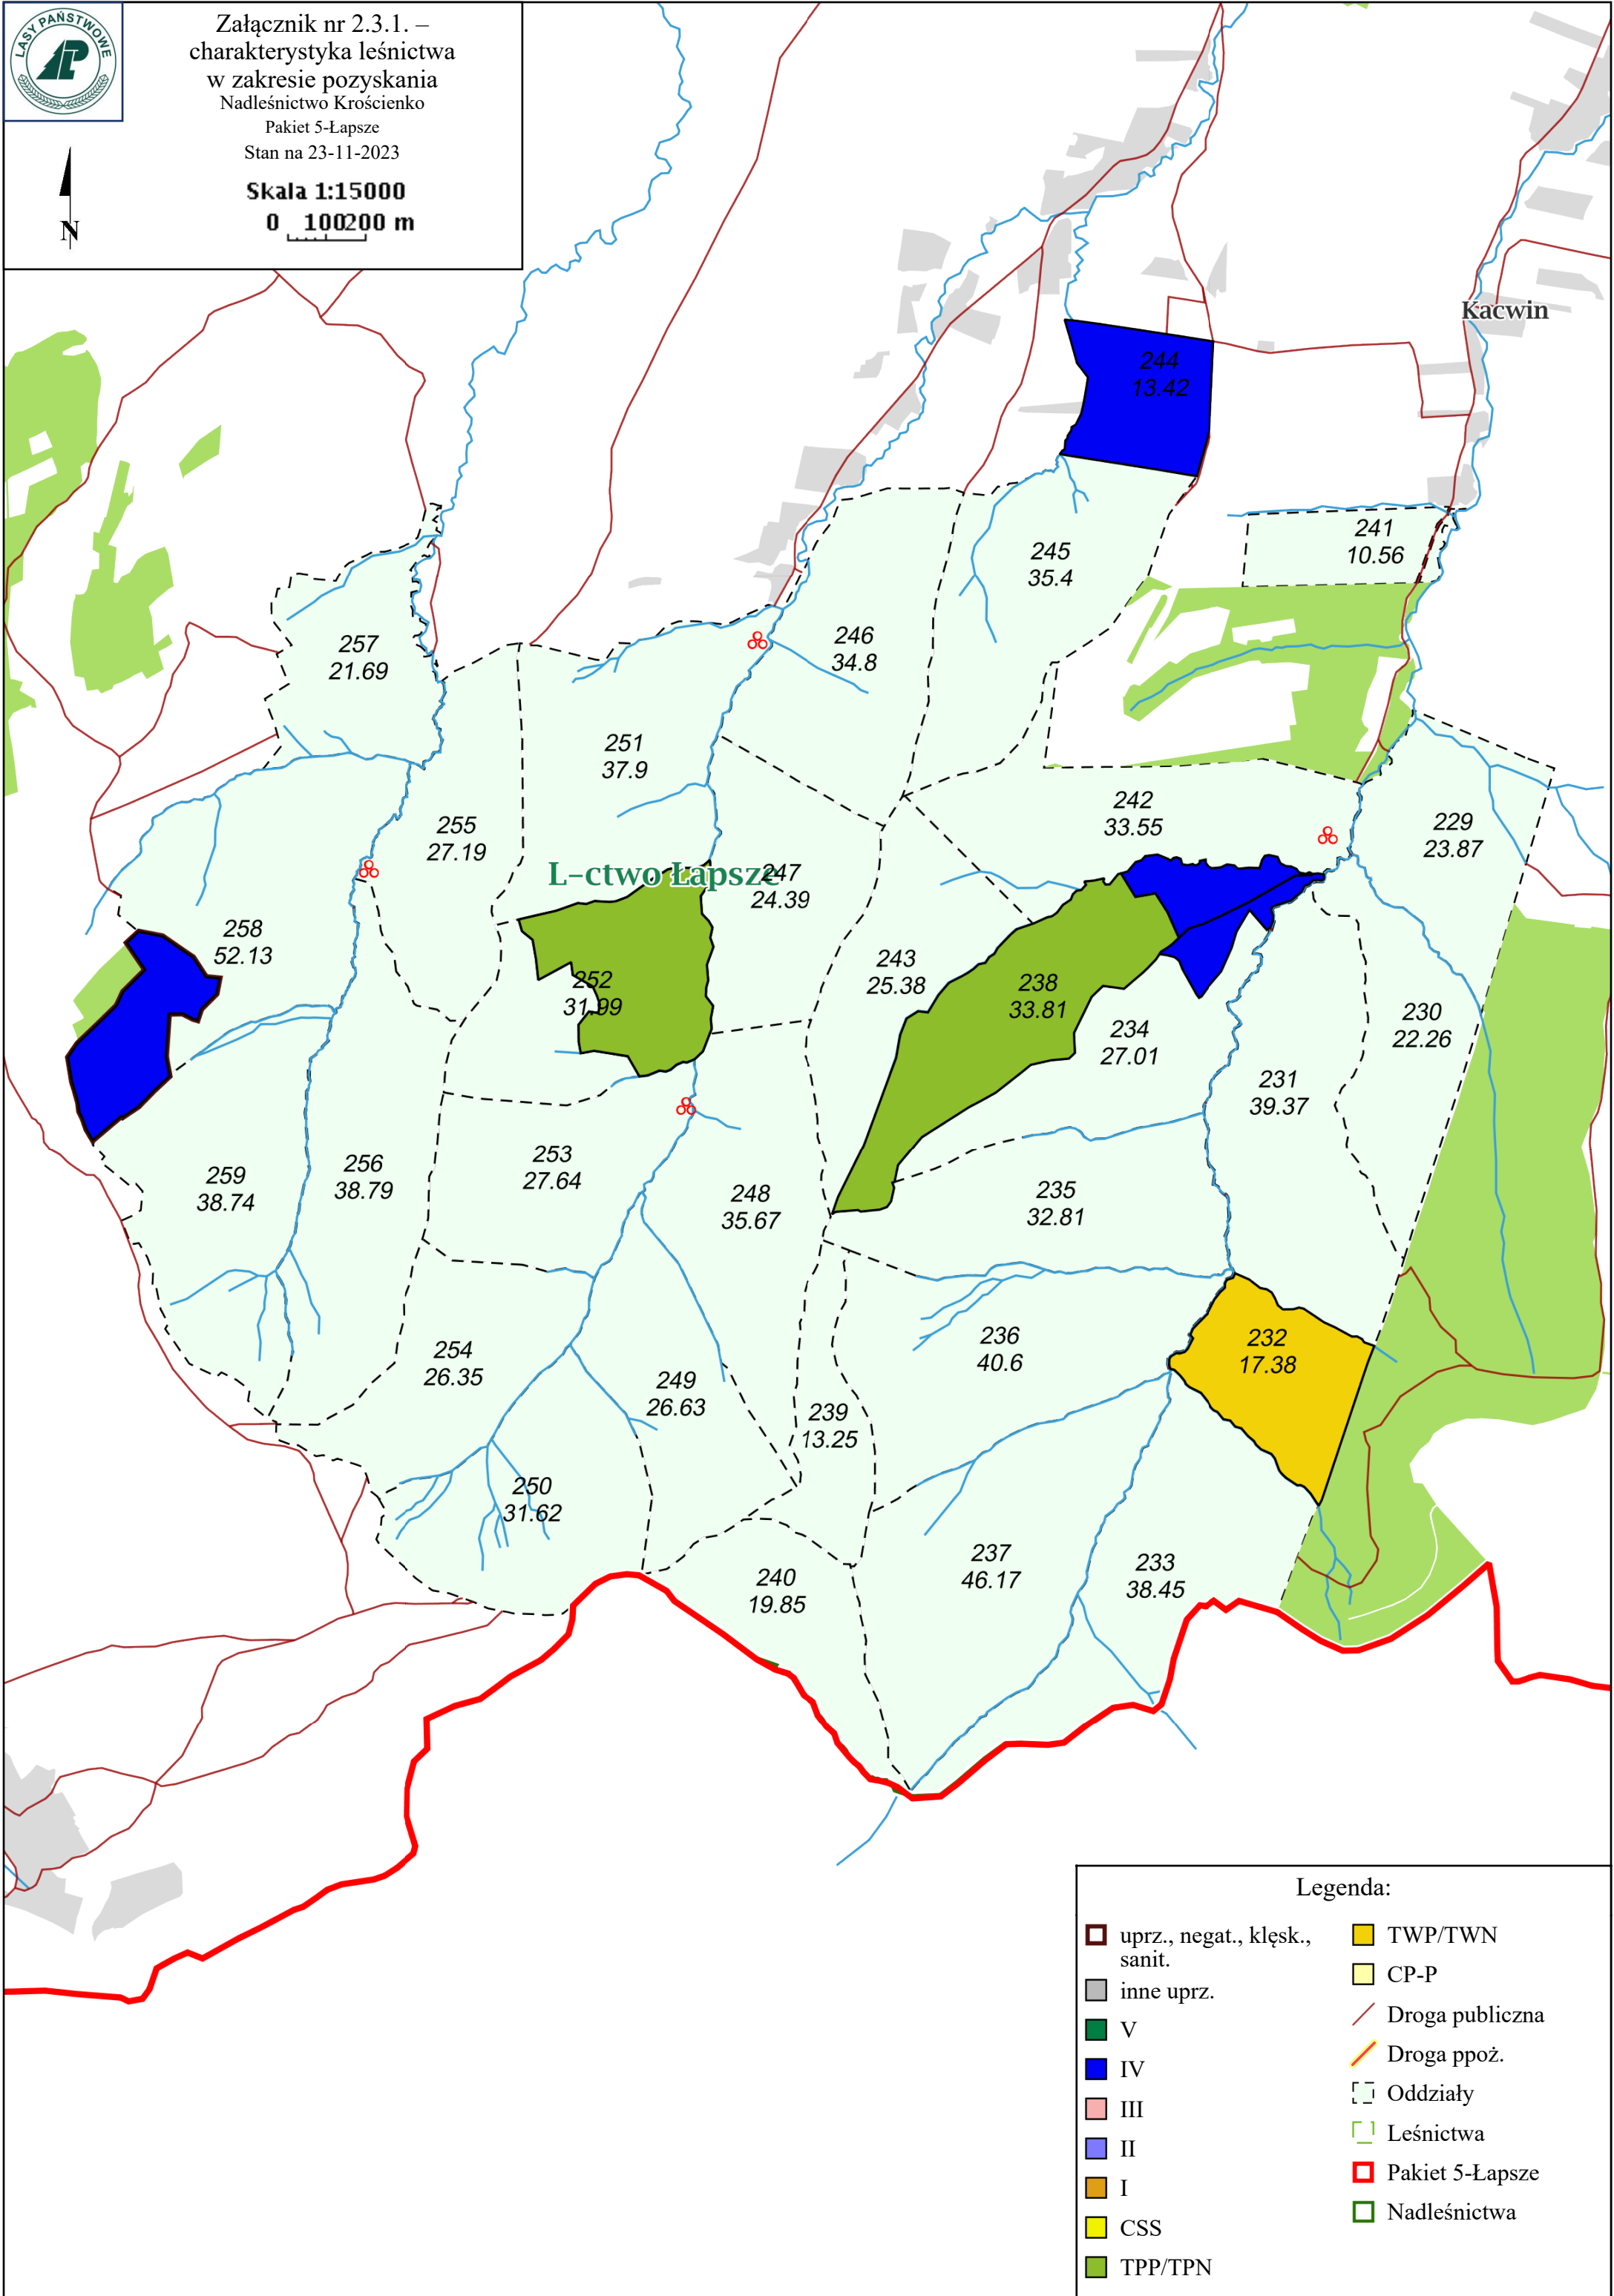 LASY PAŃSTWOWE
Załącznik nr 2.3.1. –
charakterystyka leśnictwa
w zakresie pozyskania
Nadleśnictwo Krościenko
Pakiet 5-Łapsze
Stan na 23-11-2023
Skala 1:15000
0 100200 m
N
Kacwin
244
13.42
241
10.56
245
35.4
246
34.8
257
21.69
251
37.9
242
33.55
229
23.87
255
27.19
L-ctwo Łapsze
247
24.39
258
52.13
243
25.38
252
31.99
238
33.81
230
22.26
234
27.01
231
39.37
253
27.64
256
38.79
259
38.74
248
35.67
235
32.81
232
17.38
236
40.6
254
26.35
249
26.63
239
13.25
250
31.62
237
46.17
233
38.45
240
19.85
Legenda:
uprz., negat., klęsk.,
sanit.
inne uprz.
V
IV
III
II
I
CSS
TPP/TPN
TWP/TWN
CP-P
Droga publiczna
Droga ppoż.
Oddziały
Leśnictwa
Pakiet 5-Łapsze
Nadleśnictwa